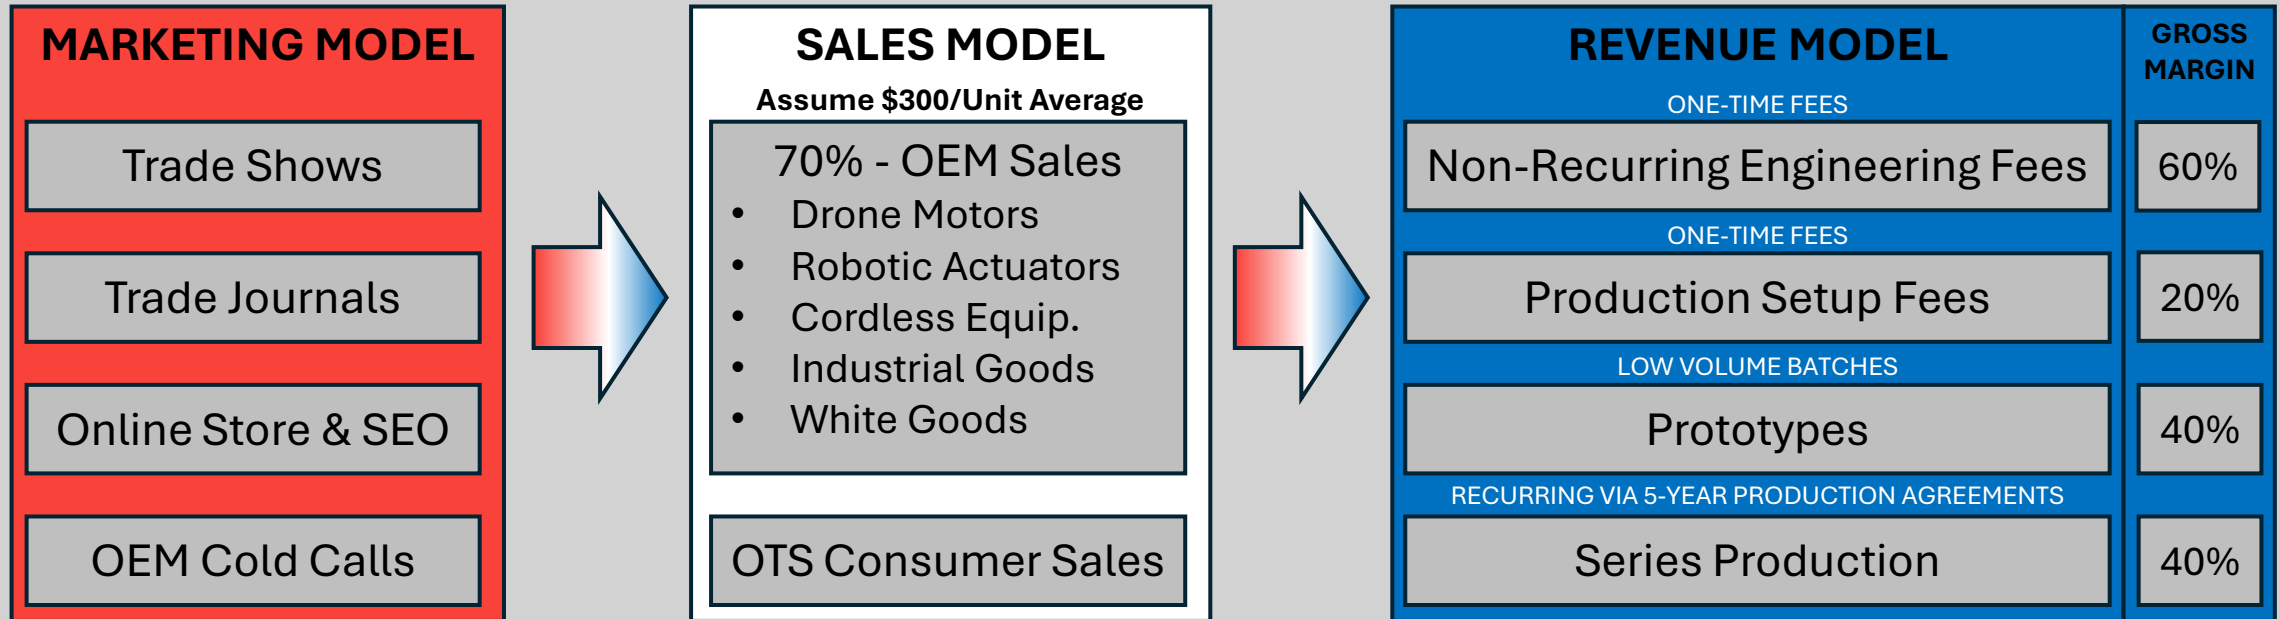 MARKETING MODEL
Trade Shows
Trade Journals
Online Store & SEO
OEM Cold Calls
SALES MODEL
Assume $300/Unit Average
70% - OEM Sales
• Drone Motors
• Robotic Actuators
• Cordless Equip.
• Industrial Goods
• White Goods
OTS Consumer Sales
REVENUE MODEL
ONE-TIME FEES
Non-Recurring Engineering Fees
ONE-TIME FEES
Production Setup Fees
LOW VOLUME BATCHES
Prototypes
RECURRING VIA 5-YEAR PRODUCTION AGREEMENTS
Series Production
GROSS
MARGIN
60%
20%
40%
40%